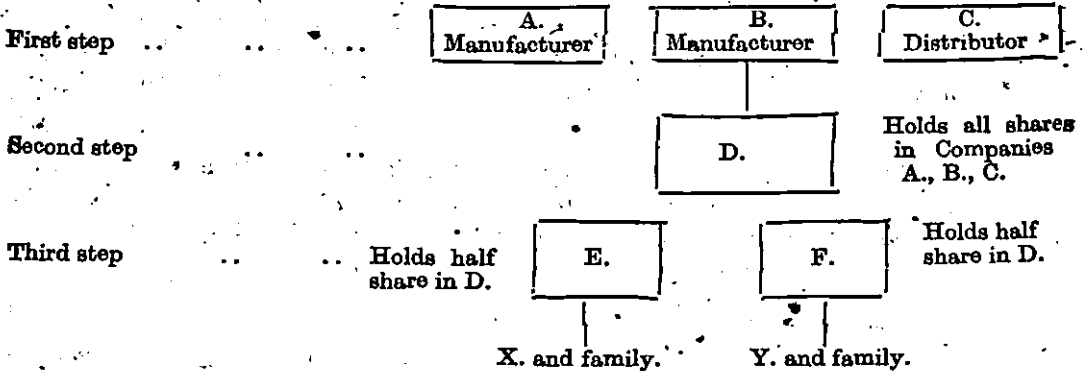 A. B. C.
First step .. .. .. Manufacturer Manufacturer Distributor
Holds all shares
Second step .. .. D. in Companies
A., B., C.
Holds half
Third step .. .. Holds half E. F. share in D.
share in D.
X. and family. Y. and family.